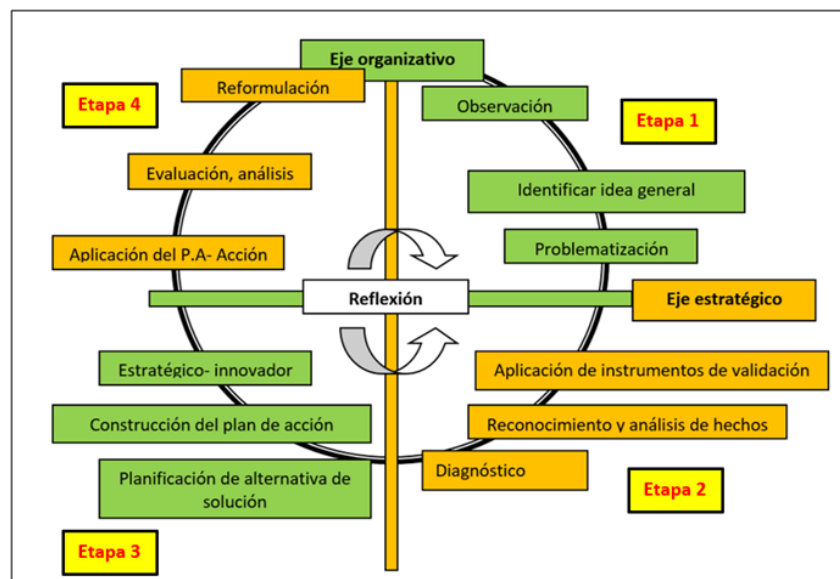 Eje organizativo
Reformulación
Observación
Etapa 4
Etapa 1
Evaluación, análisis
Identificar idea general
Aplicación del P.A- Acción
Problematización
Reflexión
Eje estratégico
Estratégico- innovador
Aplicación de instrumentos de validación
Construcción del plan de acción
Reconocimiento y análisis de hechos
Planificación de alternativa de
solución
Diagnóstico
Etapa 2
Etapa 3